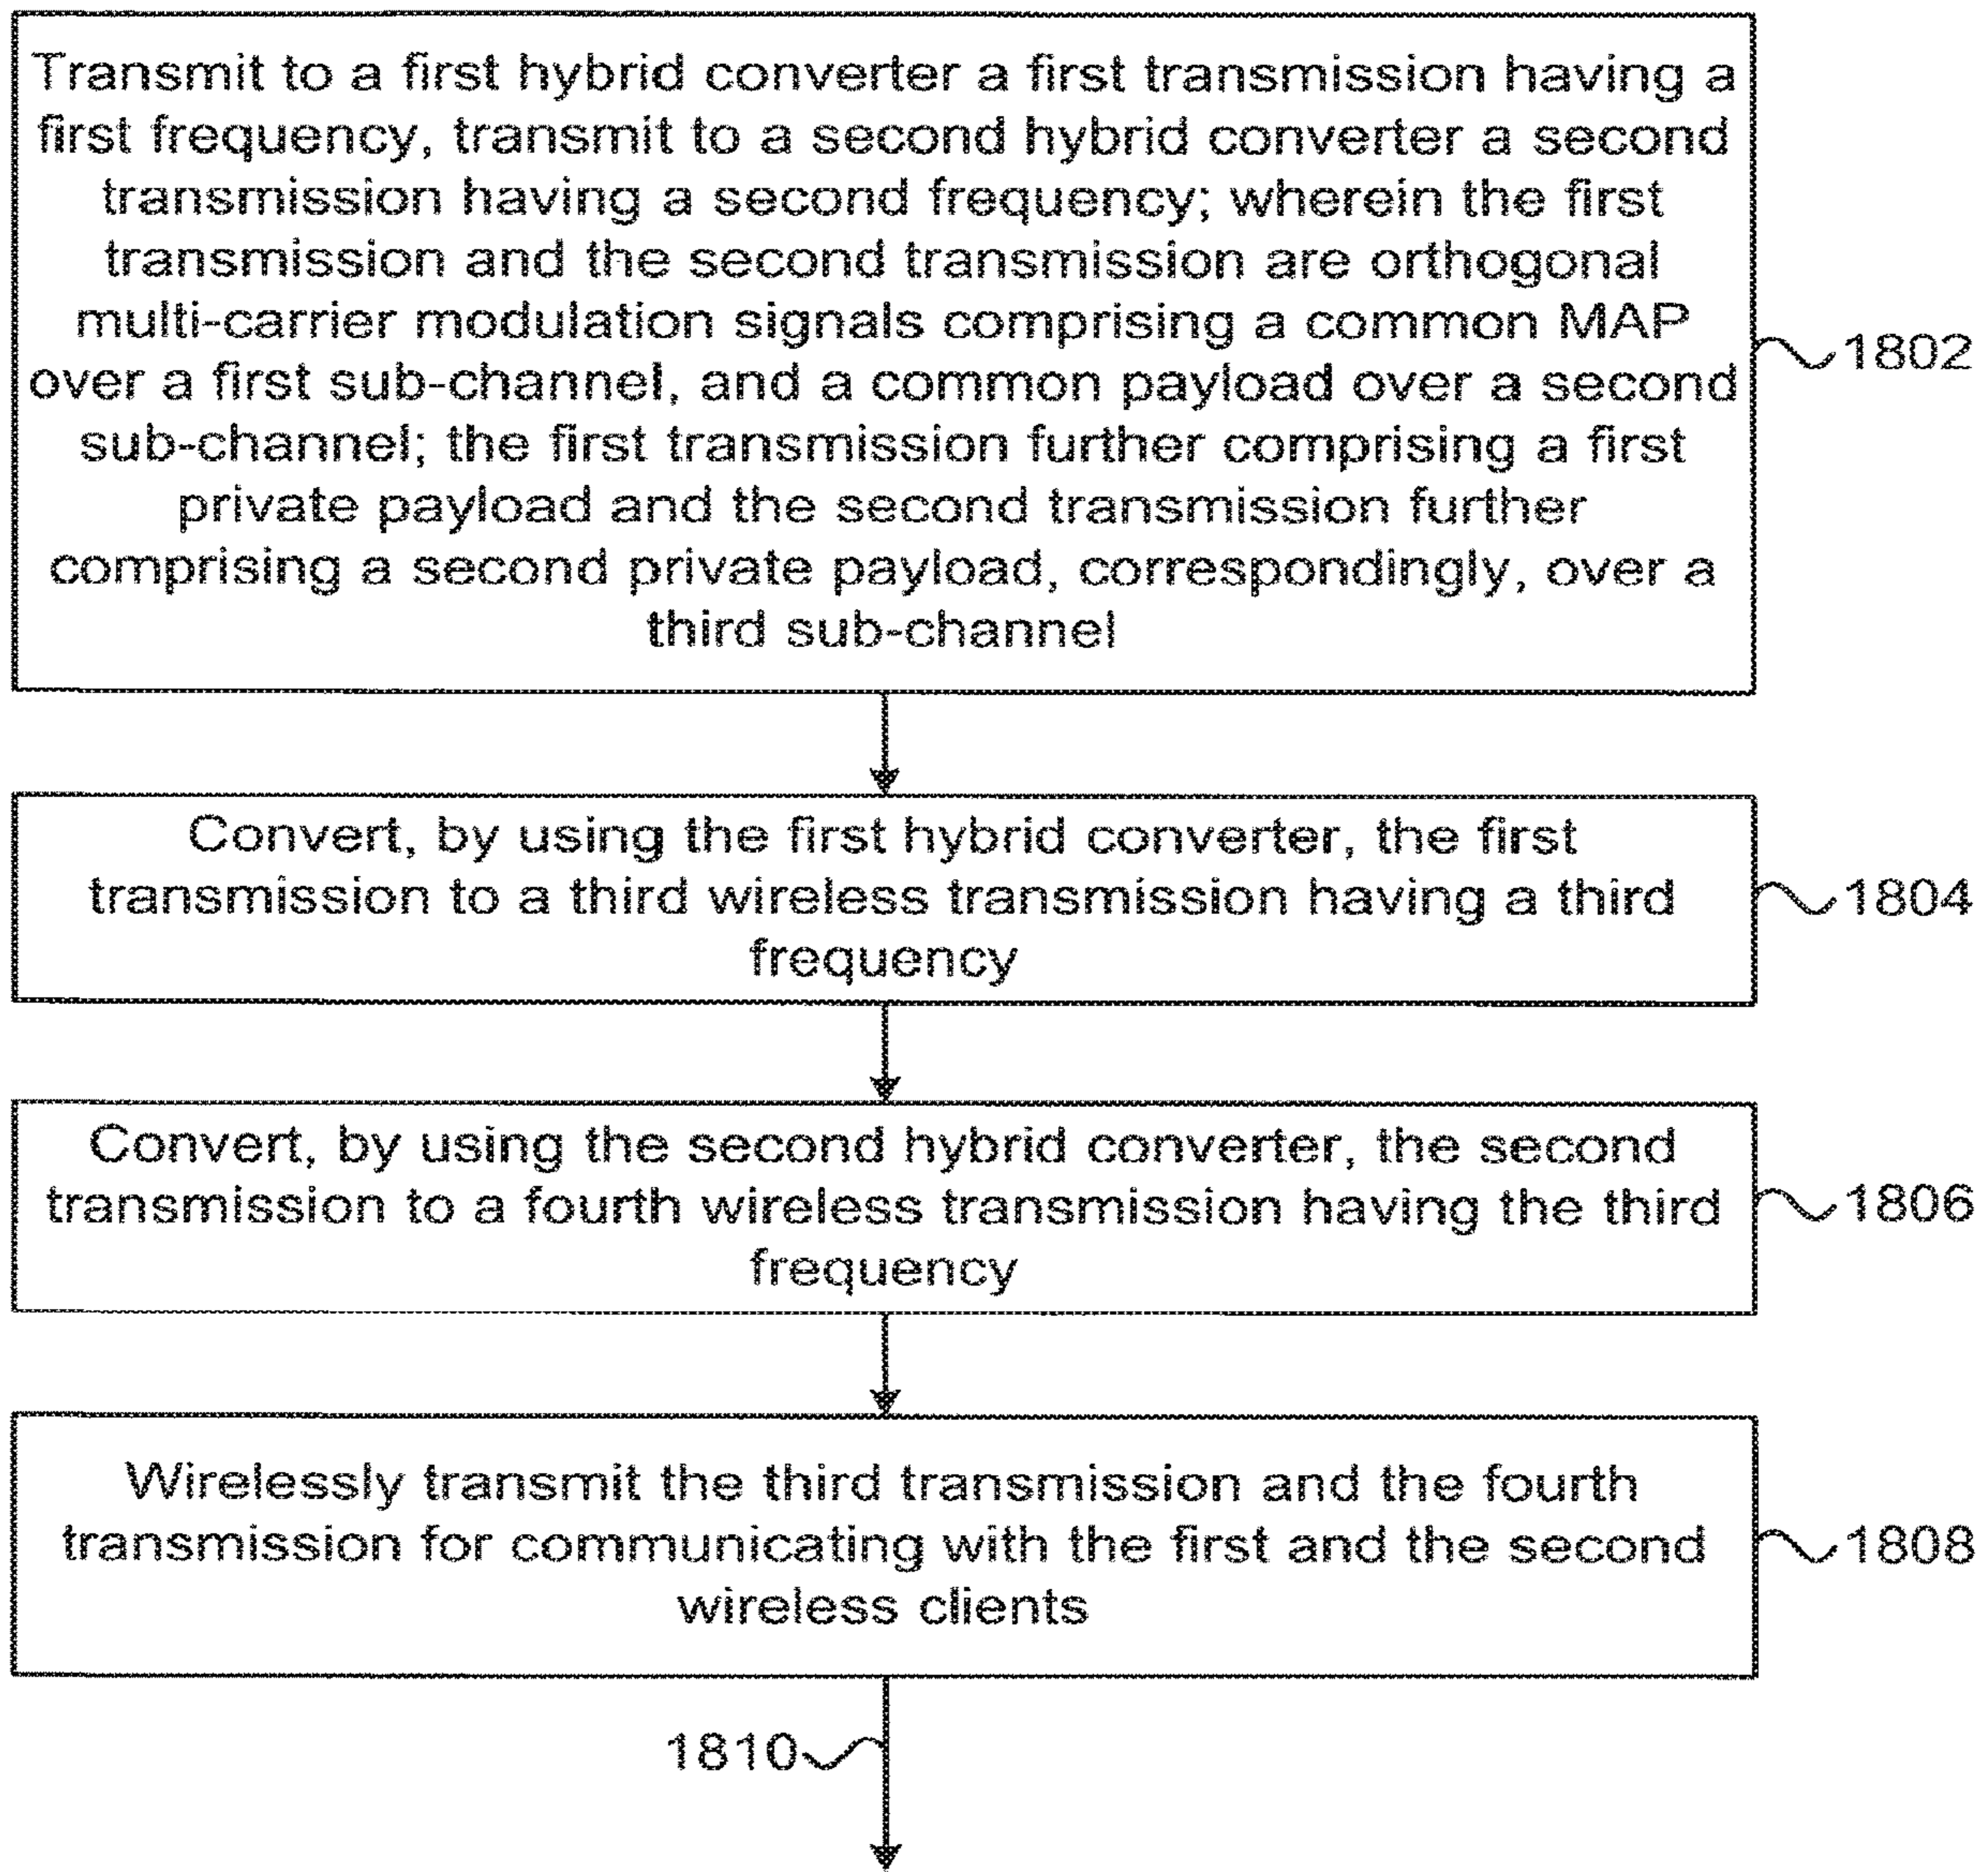 Transmit to a first hybrid converter a first transmission having a
first frequency, transmit to a second hybrid converter a second
transmission having a second frequency; wherein the first
transmission and the second transmission are orthogonal
multi-carrier modulation signals comprising a common MAP
over a first sub-channel, and a common payload over a second
sub-channel; the first transmission further comprising a first
private payload and the second transmission further
comprising a second private payload, correspondingly, over a
third sub-channel
1802
Convert, by using the first hybrid converter, the first
transmission to a third wireless transmission having a third
frequency
1804
Convert, by using the second hybrid converter, the second
transmission to a fourth wireless transmission having the third
frequency
1806
Wirelessly transmit the third transmission and the fourth
transmission for communicating with the first and the second
wireless clients
1808
1810